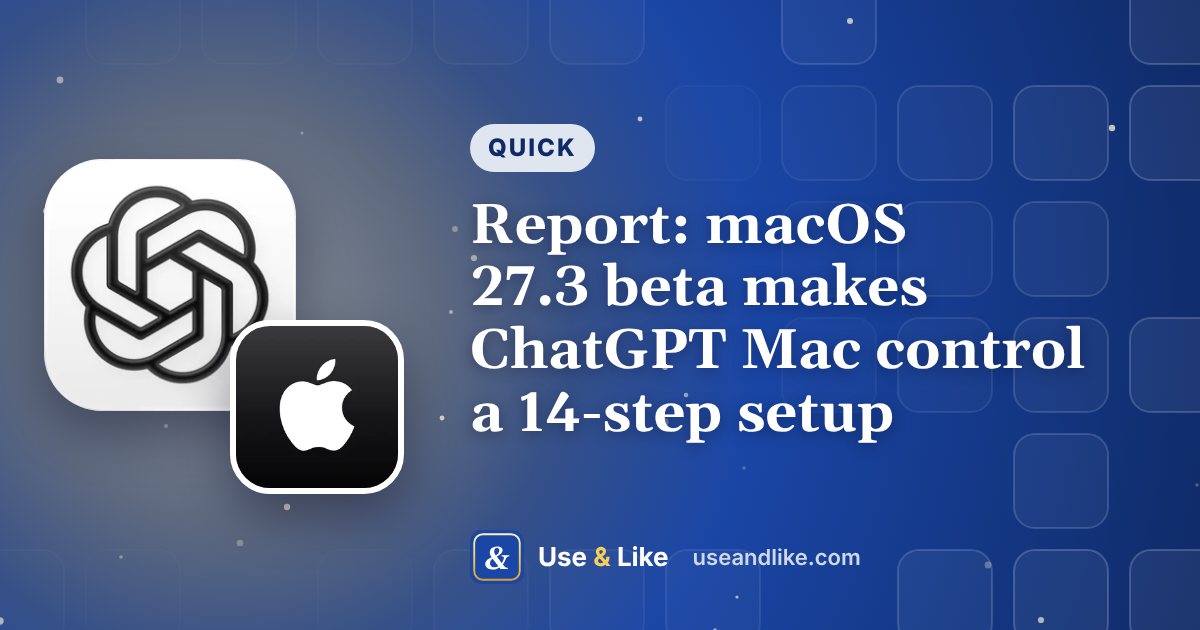 QUICK
Report: macOS
27.3 beta makes
ChatGPT Mac control
a 14-step setup
& Use & Like useandlike.com